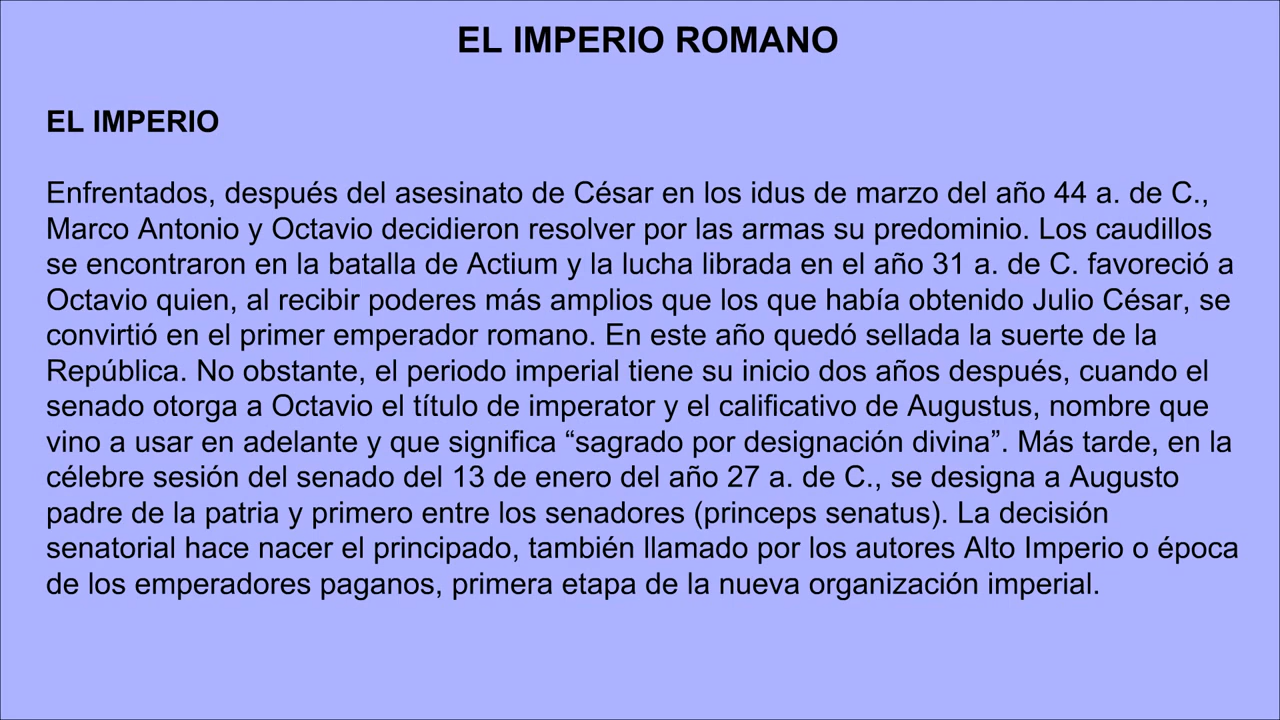 EL IMPERIO ROMANO
EL IMPERIO
Enfrentados, después del asesinato de César en los idus de marzo del año 44 a. de C.,
Marco Antonio y Octavio decidieron resolver por las armas su predominio. Los caudillos
se encontraron en la batalla de Actium y la lucha librada en el año 31 a. de C. favoreció a
Octavio quien, al recibir poderes más amplios que los que había obtenido Julio César, se
convirtió en el primer emperador romano. En este año quedó sellada la suerte de la
República. No obstante, el periodo imperial tiene su inicio dos años después, cuando el
senado otorga a Octavio el título de imperator y el calificativo de Augustus, nombre que
vino a usar en adelante y que significa “sagrado por designación divina”. Más tarde, en la
célebre sesión del senado del 13 de enero del año 27 a. de C., se designa a Augusto
padre de la patria y primero entre los senadores (princeps senatus). La decisión
senatorial hace nacer el principado, también llamado por los autores Alto Imperio o época
de los emperadores paganos, primera etapa de la nueva organización imperial.